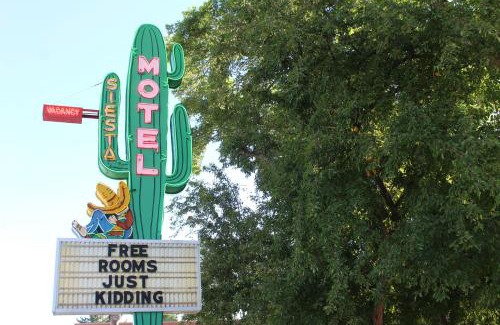 MOTEL
SIESTA
VACANCY
FREE
ROOMS
JUST
KIDDING